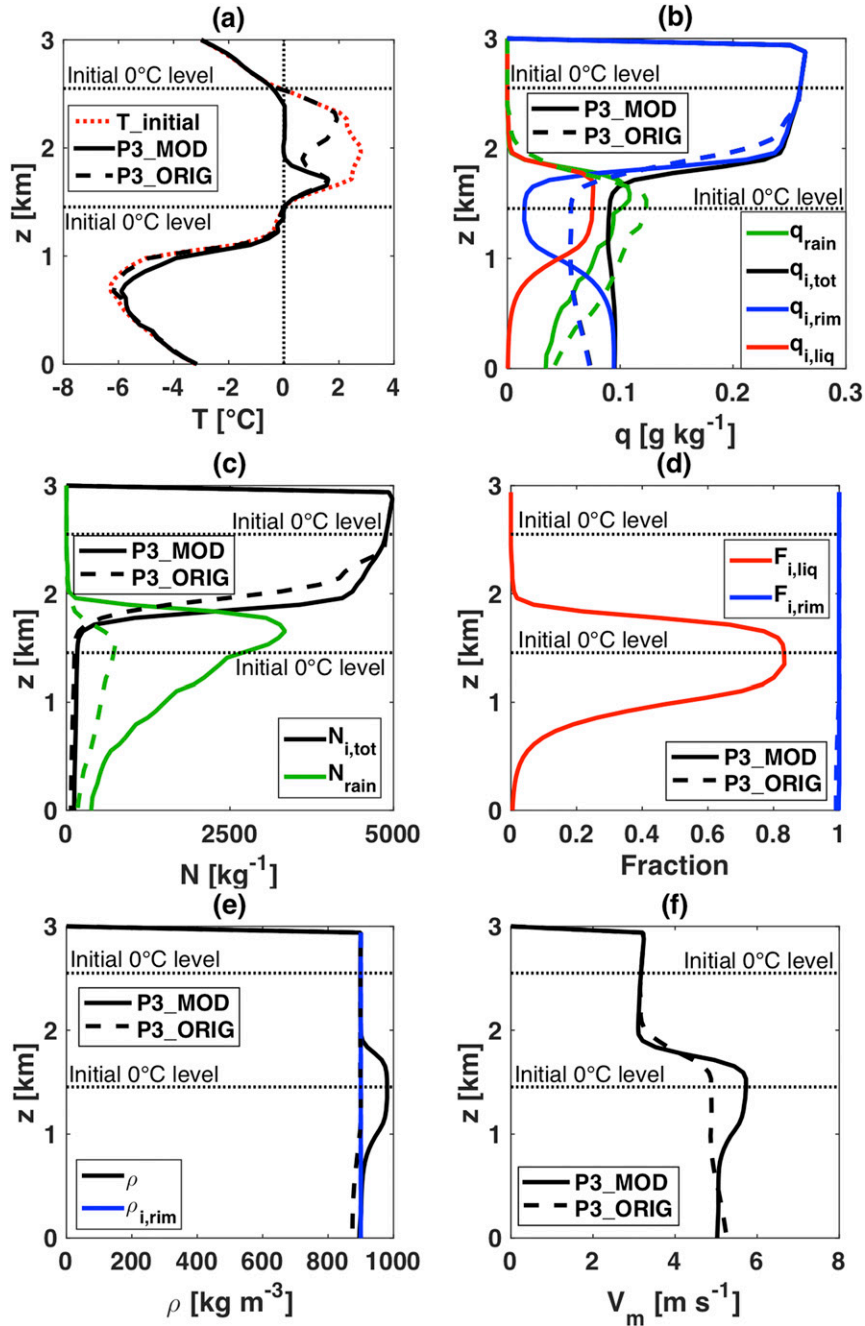 (a)
3
2
1
0
z [km]
Initial 0°C level
T_initial
P3_MOD
P3_ORIG
Initial 0°C level
-8 -6 -4 -2 0 2 4
T [°C]
(b)
3
2
1
0
z [km]
Initial 0°C level
P3_MOD
P3_ORIG
Initial 0°C level
q_rain
q_i,tot
q_i,rim
q_i,liq
0 0.1 0.2 0.3
q [g kg⁻¹]
(c)
3
2
1
0
z [km]
Initial 0°C level
P3_MOD
P3_ORIG
Initial 0°C level
N_i,tot
N_rain
0 2500 5000
N [kg⁻¹]
(d)
3
2
1
0
z [km]
Initial 0°C level
F_i,liq
F_i,rim
Initial 0°C level
P3_MOD
P3_ORIG
0 0.2 0.4 0.6 0.8 1
Fraction
(e)
3
2
1
0
z [km]
Initial 0°C level
P3_MOD
P3_ORIG
Initial 0°C level
ρ
ρ_i,rim
0 200 400 600 800 1000
ρ [kg m⁻³]
(f)
3
2
1
0
z [km]
Initial 0°C level
Initial 0°C level
P3_MOD
P3_ORIG
0 2 4 6 8
V_m [m s⁻¹]